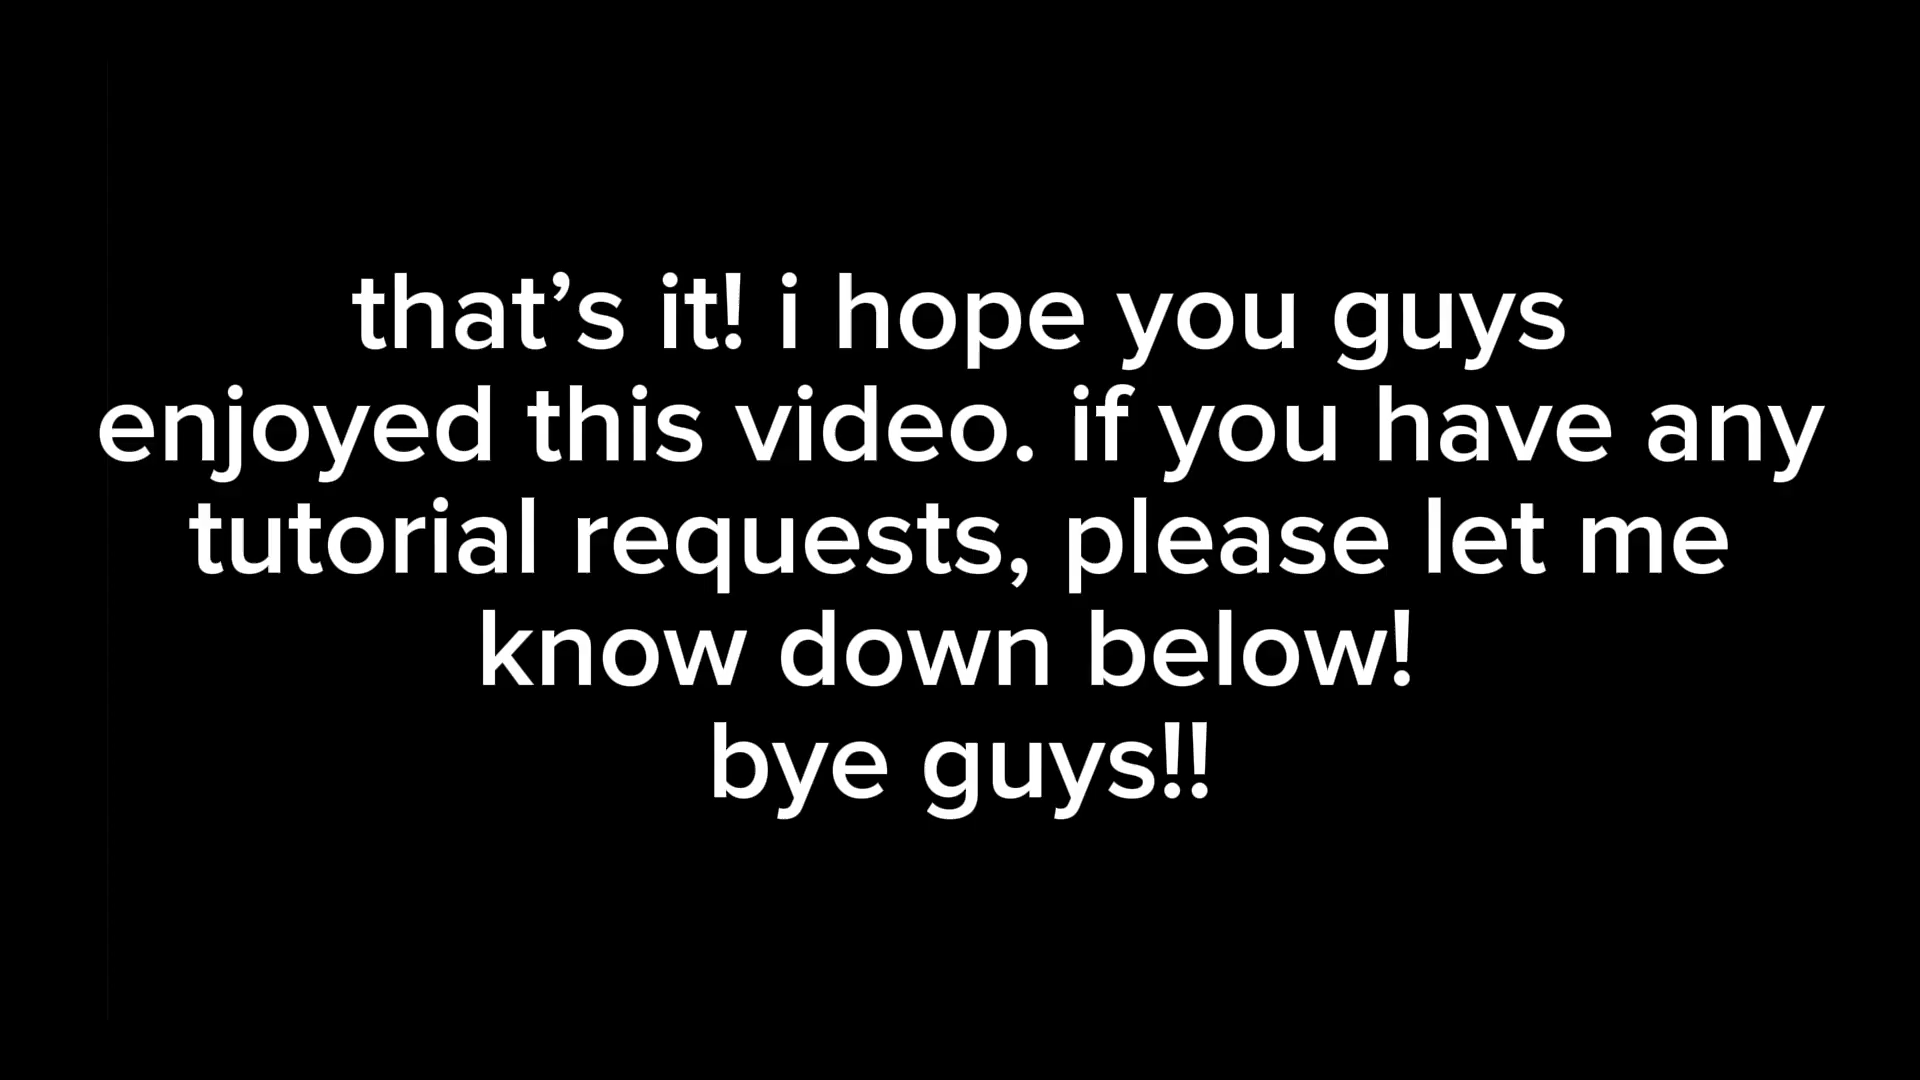 that’s it! i hope you guys
enjoyed this video. if you have any
tutorial requests, please let me
know down below!
bye guys!!